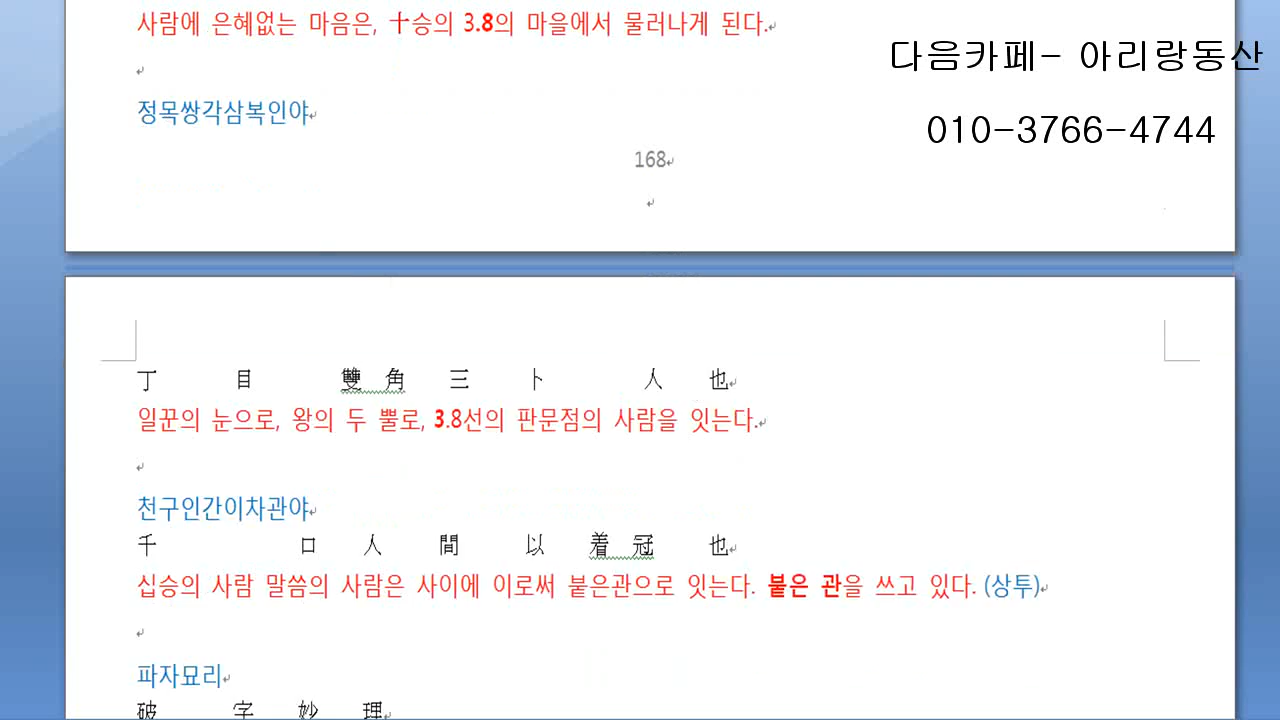 사람에 은혜없는 마음은, 十승의 3.8의 마을에서 물러나게 된다.
다음카페- 아리랑동산
정목쌍각삼복인야
010-3766-4744
168
丁 目 雙 角 三 卜 人 也
일꾼의 눈으로, 왕의 두 뿔로, 3.8선의 판문점의 사람을 잇는다.
천구인간이차관야
千 口 人 間 以 着 冠 也
십승의 사람 말씀의 사람은 사이에 이로써 붙은관으로 잇는다. 붙은 관을 쓰고 있다. (상투)
파자묘리
破 字 妙 理